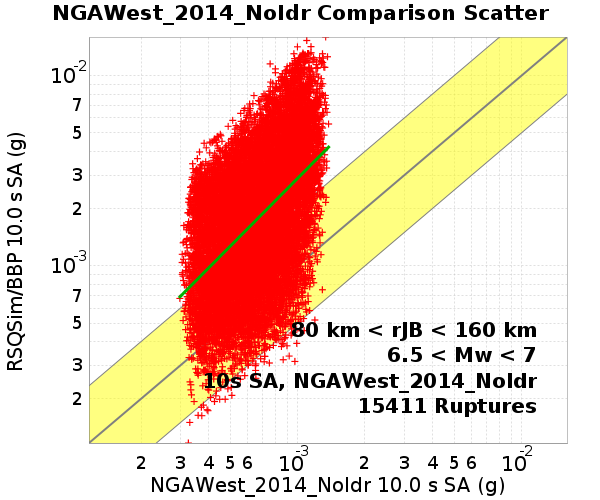 NGAWest_2014_NoIdr Comparison Scatter
RSQSim/BBP 10.0 s SA (g)
10-2
7
5
3
2
10-3
7
5
3
2
80 km < rJB < 160 km
6.5 < Mw < 7
10s SA, NGAWest_2014_NoIdr
15411 Ruptures
2 3 4 5 6 10-3 2 3 4 5 6 10-2
NGAWest_2014_NoIdr 10.0 s SA (g)